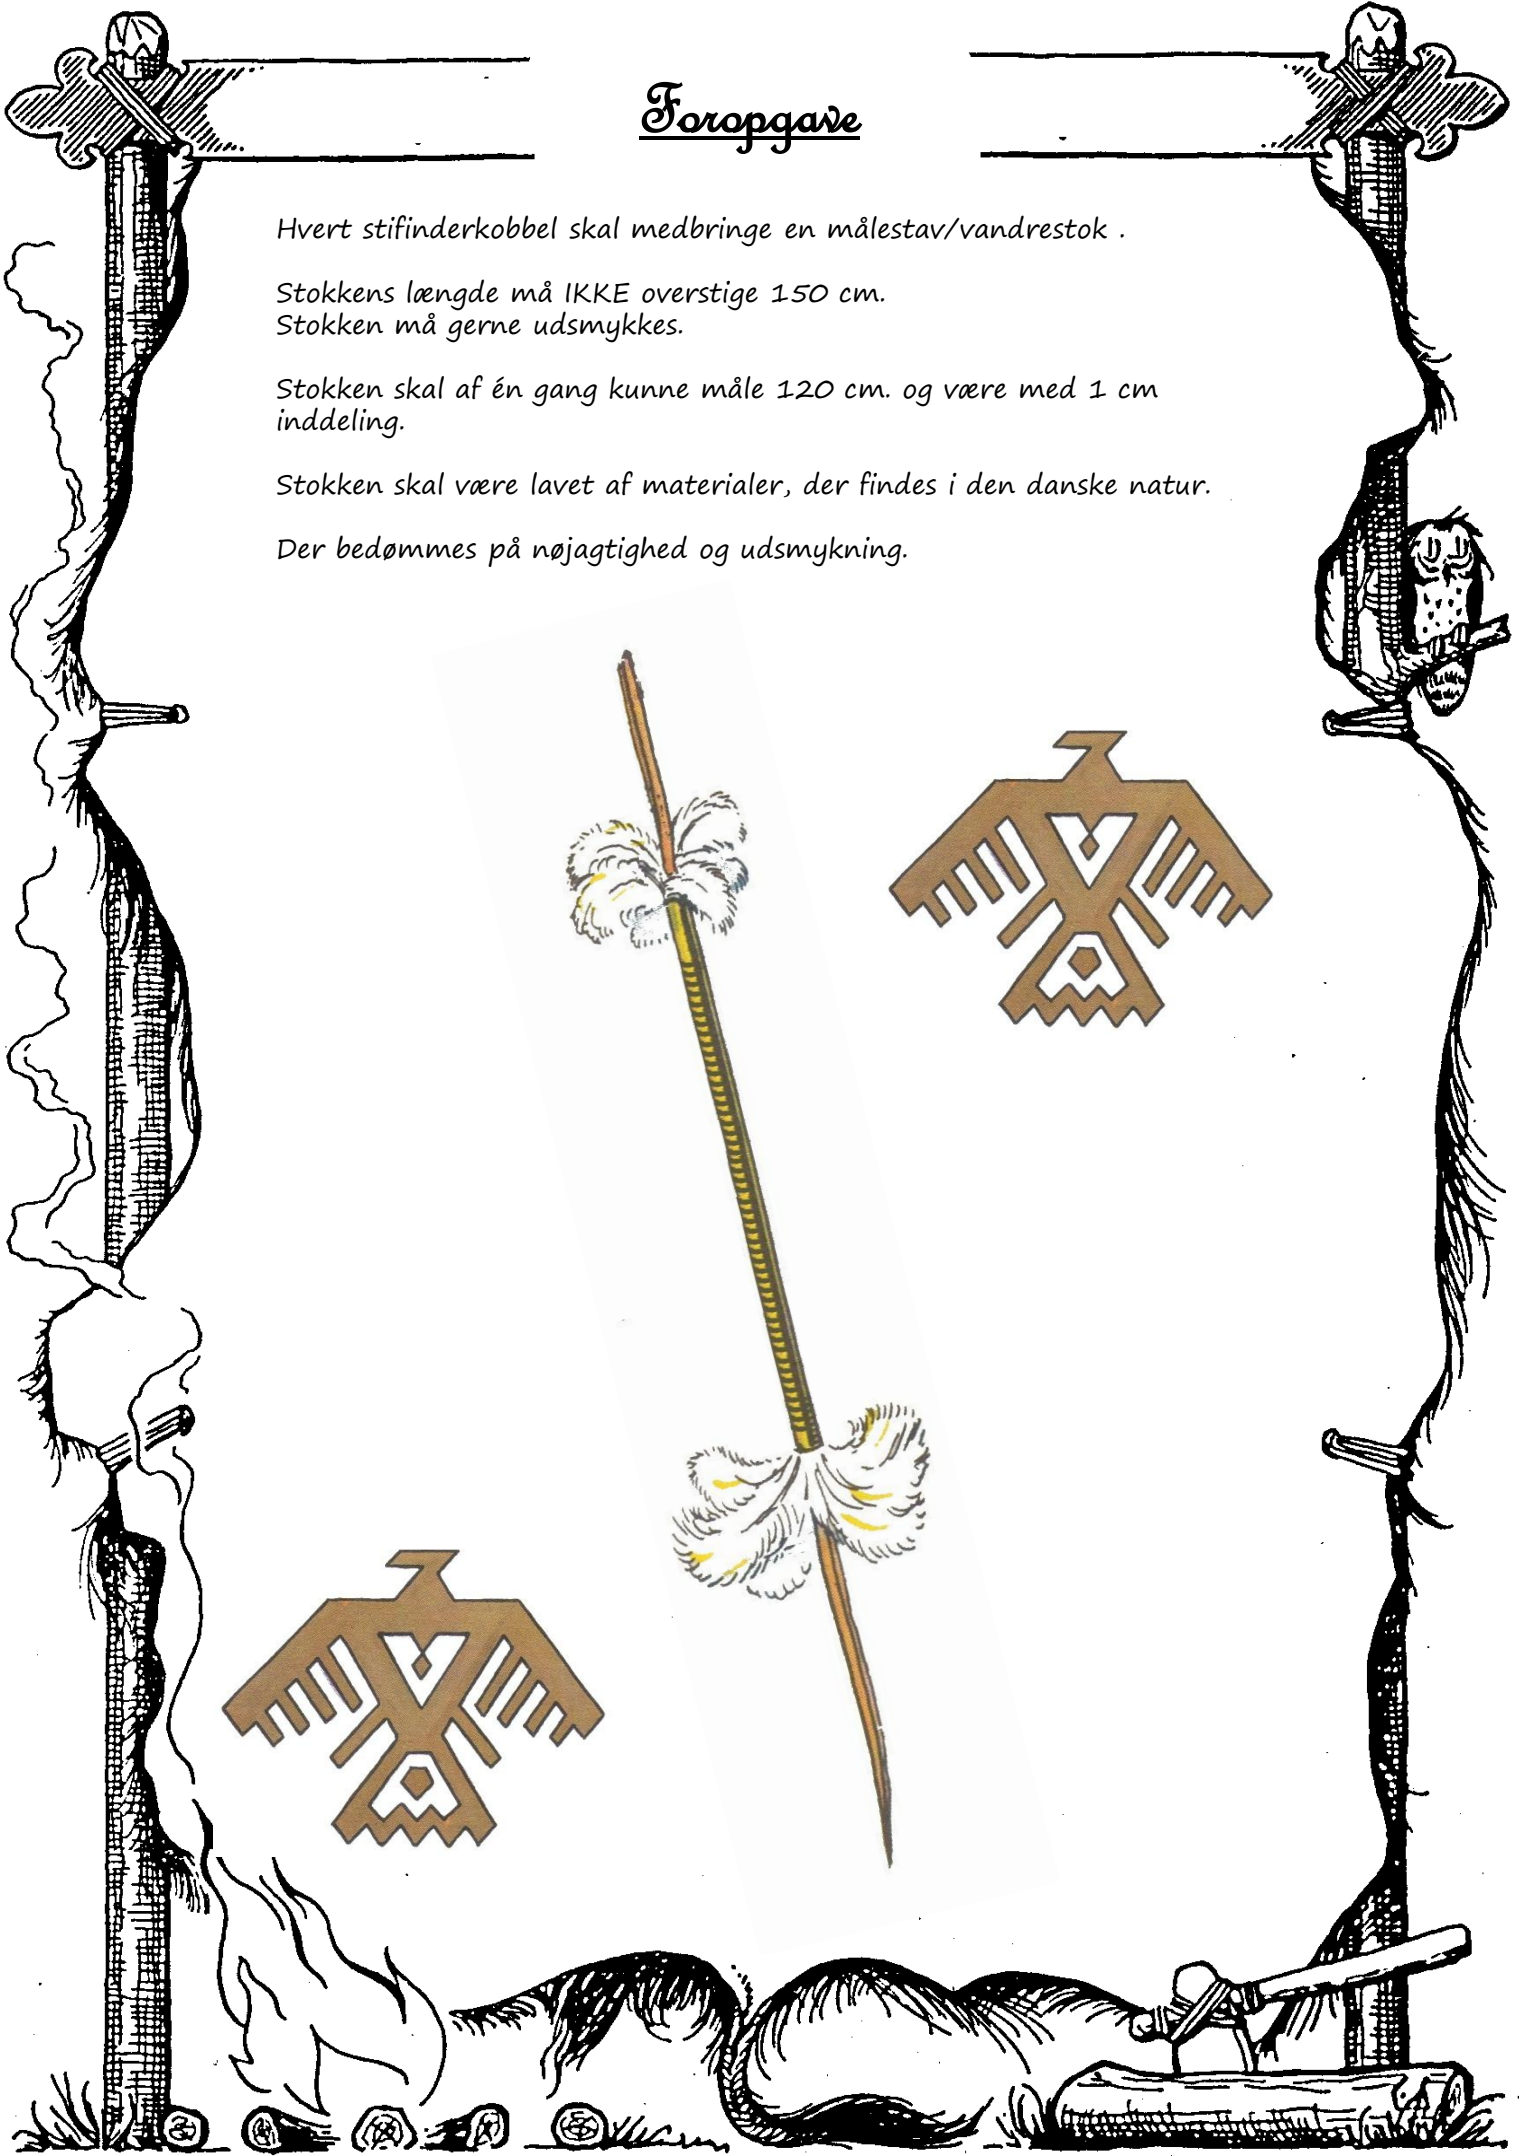 Foropgave
Hvert stifinderkobbel skal medbringe en målestav/vandrestok .
Stokkens længde må IKKE overstige 150 cm.
Stokken må gerne udsmykkes.
Stokken skal af én gang kunne måle 120 cm. og være med 1 cm
inddeling.
Stokken skal være lavet af materialer, der findes i den danske natur.
Der bedømmes på nøjagtighed og udsmykning.